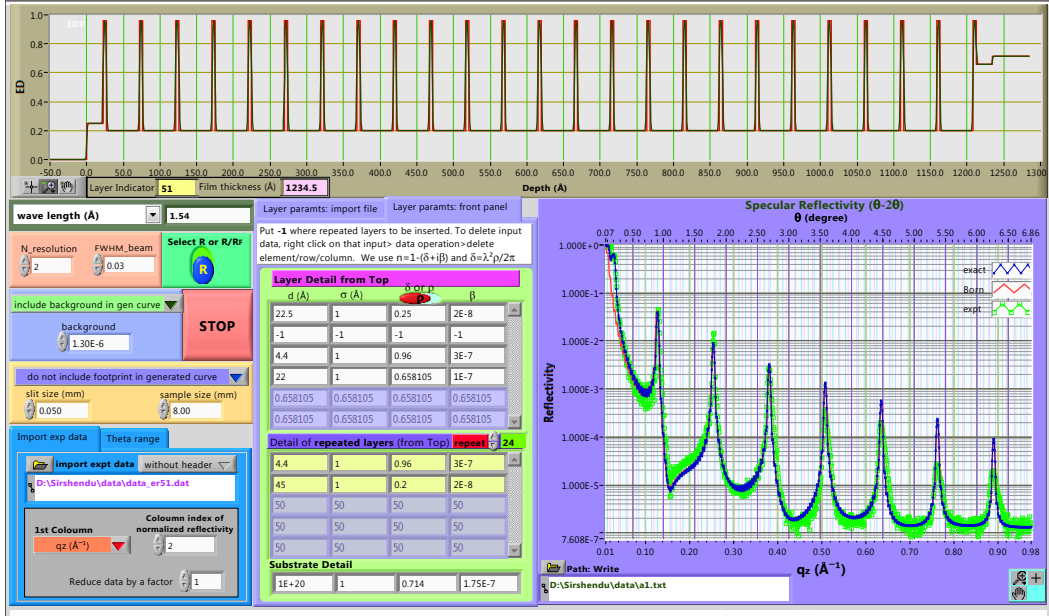 EDP
1.0
0.8
0.6
0.4
0.2
0.0
ED
-50.0 0.0 50.0 100.0 150.0 200.0 250.0 300.0 350.0 400.0 450.0 500.0 550.0 600.0 650.0 700.0 750.0 800.0 850.0 900.0 950.0 1000.0 1050.0 1100.0 1150.0 1200.0 1250.0 1300
Layer Indicator 51 Film thickness (Å) 1234.5 Depth (Å)
wave length (Å) 1.54
N_resolution FWHM_beam
2 0.03
Select R or R/RF
R
include background in gen curve
background
1.30E-6
STOP
do not include footprint in generated curve
slit size (mm) sample size (mm)
0.050 8.00
Import exp data Theta range
import expt data without header
D:\Sirshendu\data\data_er51.dat
1st Coloumn
qz (Å⁻¹)
Coloumn index of
normalized reflectivity
2
Reduce data by a factor 1
Layer paramts: import file Layer paramts: front panel
Put -1 where repeated layers to be inserted. To delete input
data, right click on that input> data operation>delete
element/row/column. We use n=1-(δ+iβ) and δ=λ²ρ/2π
Layer Detail from Top
d (Å) σ (Å) δ or ρ β
ρ
22.5 1 0.25 2E-8
-1 -1 -1 -1
4.4 1 0.96 3E-7
22 1 0.658105 1E-7
0.658105 0.658105 0.658105 0.658105
0.658105 0.658105 0.658105 0.658105
Detail of repeated layers (from Top) repeat 24
4.4 1 0.96 3E-7
45 1 0.2 2E-8
50 50 50 50
50 50 50 50
50 50 50 50
Substrate Detail
1E+20 1 0.714 1.75E-7
Specular Reflectivity (θ-2θ)
θ (degree)
0.07 0.50 1.00 1.50 2.00 2.50 3.00 3.50 4.00 4.50 5.00 5.50 6.00 6.50 6.86
1.000E+0
1.000E-1
1.000E-2
1.000E-3
1.000E-4
1.000E-5
7.608E-7
Reflectivity
exact
Born
expt
0.01 0.10 0.20 0.30 0.40 0.50 0.60 0.70 0.80 0.90 0.98
Path: Write qz (Å⁻¹)
D:\Sirshendu\data\a1.txt